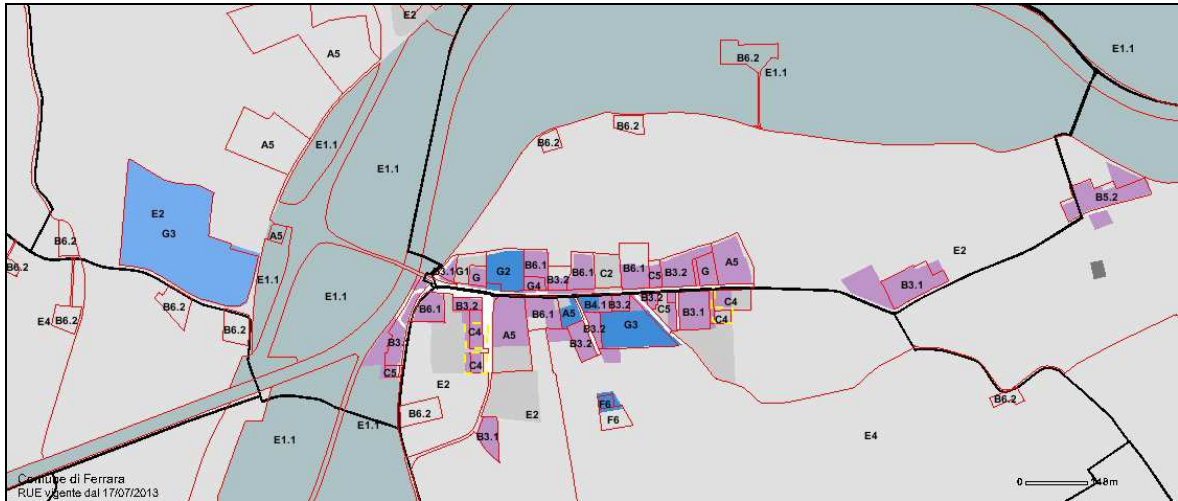 E2
A5
E1.1
B6.2
E1.1
B6.2
B6.2
A5
E1.1
E1.1
B5.2
E2
G3
B6.2
A5
E2
B6.2
E1.1
B3.1
G1
G
G2
B6.1
G4
B3.2
B6.1
C2
B6.1
C5
B3.2
G
A5
E1.1
B3.1
B6.2
E4
B6.2
B6.2
B6.1
B3.2
C4
C4
A5
B6.1
A5
B4.1
B3.2
B3.2
B3.2
G3
B3.2
C5
B3.1
C4
C4
C5
E2
E2
B6.2
F6
F6
B6.2
E1.1
E1.1
B3.1
E4
Comune di Ferrara
RUE vigente dal 17/07/2013
0